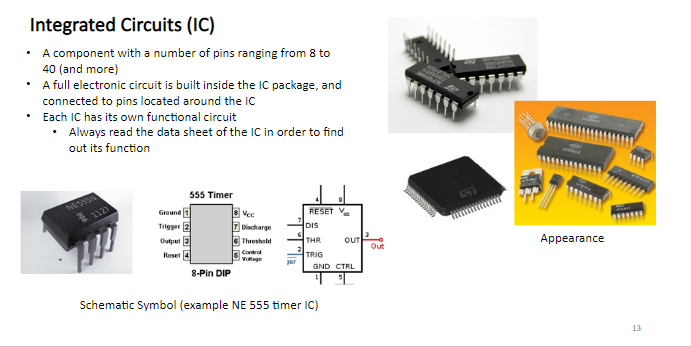 Integrated Circuits (IC)
• A component with a number of pins ranging from 8 to
40 (and more)
• A full electronic circuit is built inside the IC package, and
connected to pins located around the IC
• Each IC has its own functional circuit
• Always read the data sheet of the IC in order to find
out its function
NE555N
1127
555 Timer
Ground 1
Trigger 2
Output 3
Reset 4
8 Vcc
7 Discharge
6 Threshold
5 Control
Voltage
8-Pin DIP
4 8
RESET Vcc
7 DIS
6 THR
OUT 3
Out
2 TRIG
ger
GND CTRL
1 5
Appearance
Schematic Symbol (example NE 555 timer IC)
13